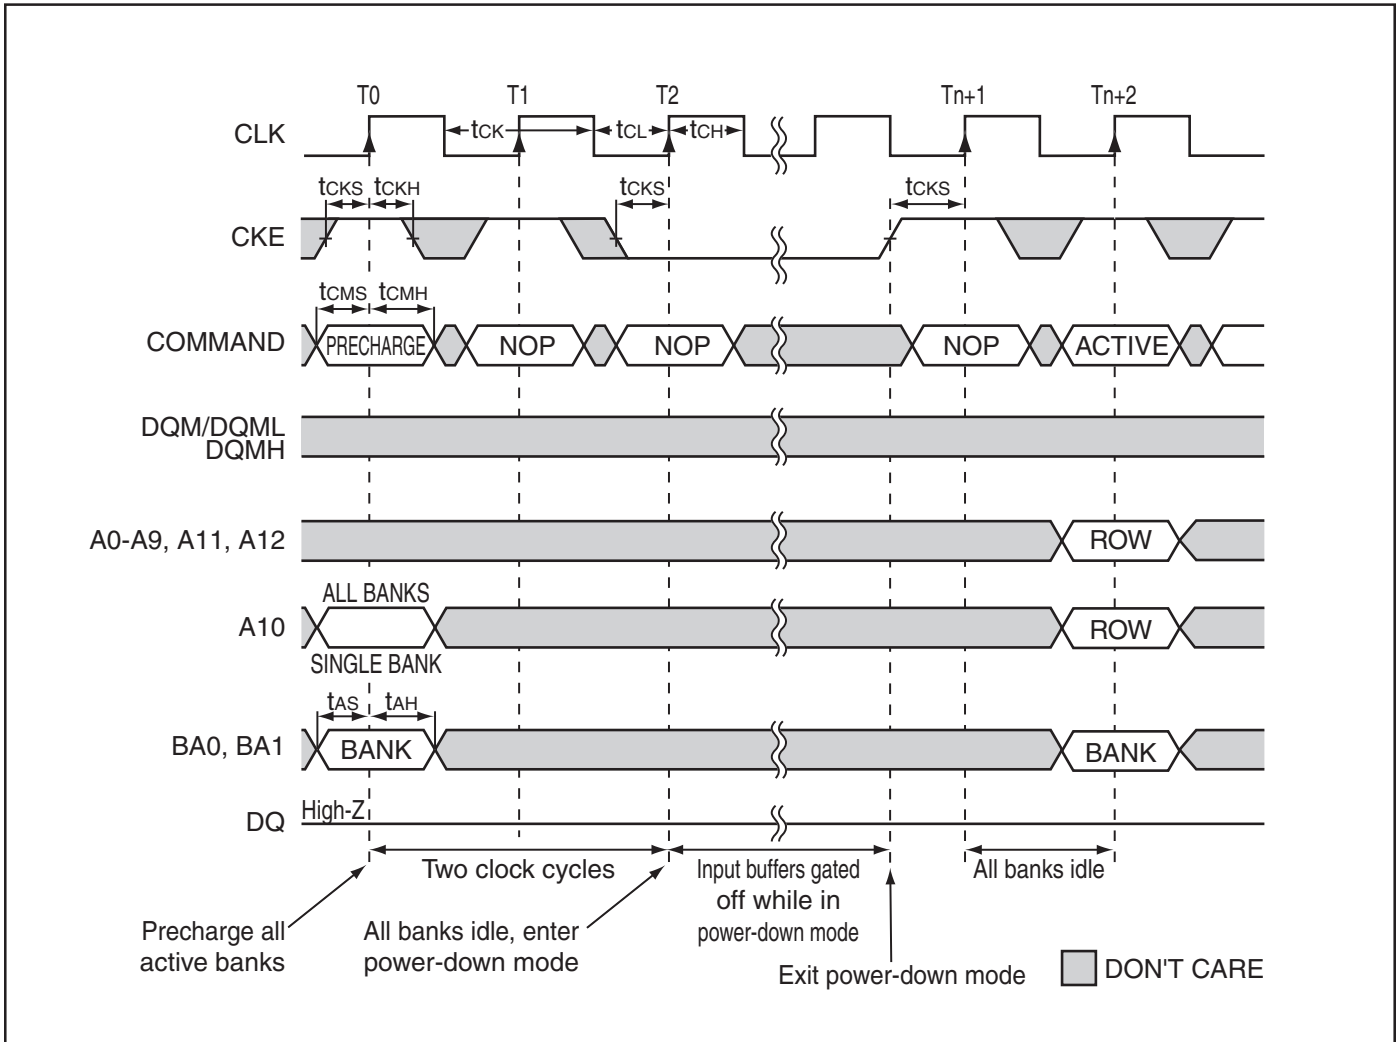 T0 T1 T2 Tn+1 Tn+2
CLK tCK tCL tCH
tCKS tCKH tCKS tCKS
CKE
tCMS tCMH
COMMAND PRECHARGE NOP NOP NOP ACTIVE
DQM/DQML
DQMH
A0-A9, A11, A12 ROW
ALL BANKS
A10 ROW
SINGLE BANK
tAS tAH
BA0, BA1 BANK BANK
High-Z
DQ
Two clock cycles
Input buffers gated
off while in
power-down mode
All banks idle
Precharge all
active banks
All banks idle, enter
power-down mode
Exit power-down mode
DON'T CARE